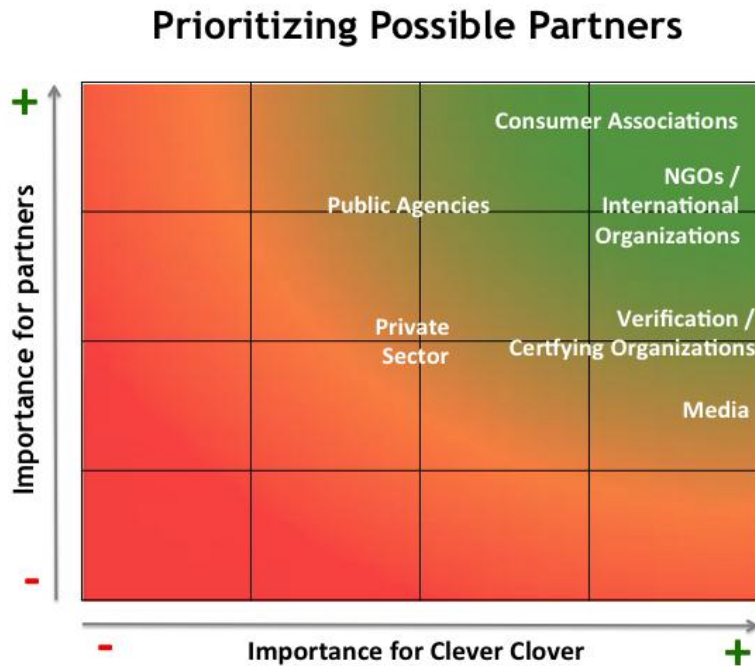 Prioritizing Possible Partners
+
Consumer Associations
NGOs /
International
Organizations
Public Agencies
Importance for partners
Private
Sector
Verification /
Certfying Organizations
Media
-
-
Importance for Clever Clover
+